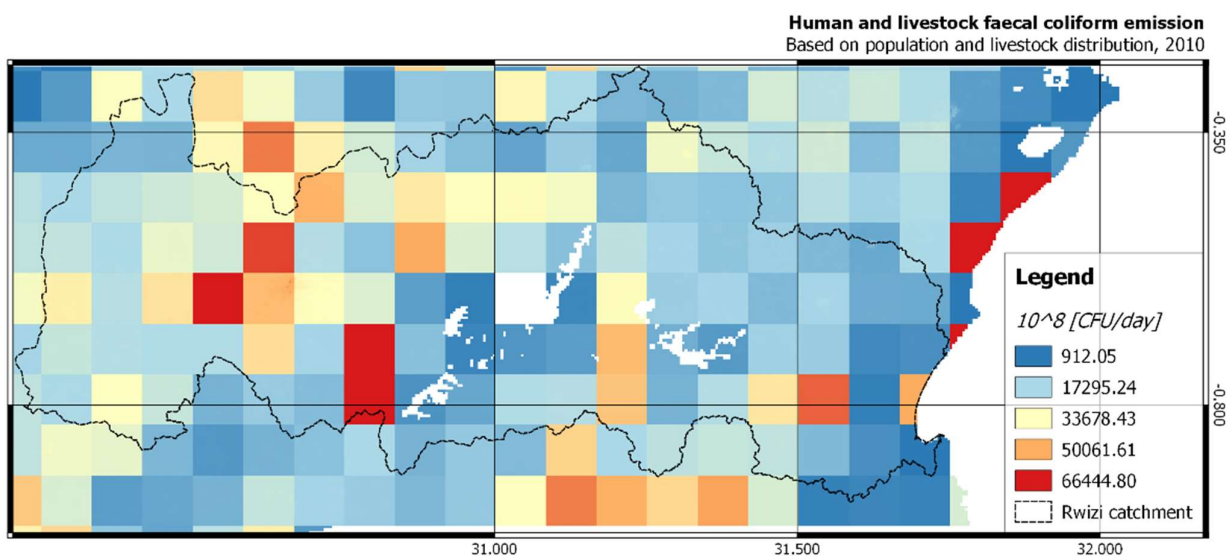 Human and livestock faecal coliform emission
Based on population and livestock distribution, 2010
-0.350
-0.800
Legend
10^8 [CFU/day]
912.05
17295.24
33678.43
50061.61
66444.80
Rwizi catchment
31.000
31.500
32.000